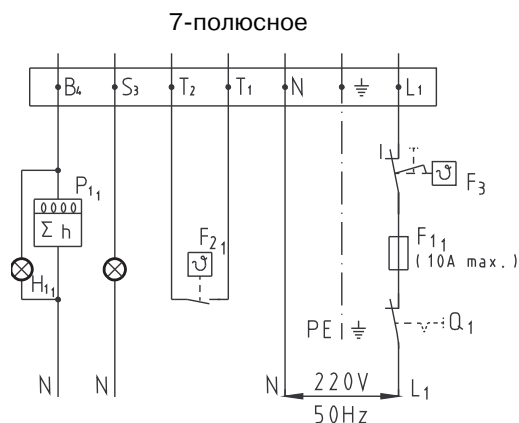 7-полюсное
B4 S3 T2 T1 N L1
P11
Σ h
H11
F21
ϑ
ϑ
F3
F11
(10A max.)
PE
Q1
N N N 220V L1
50Hz